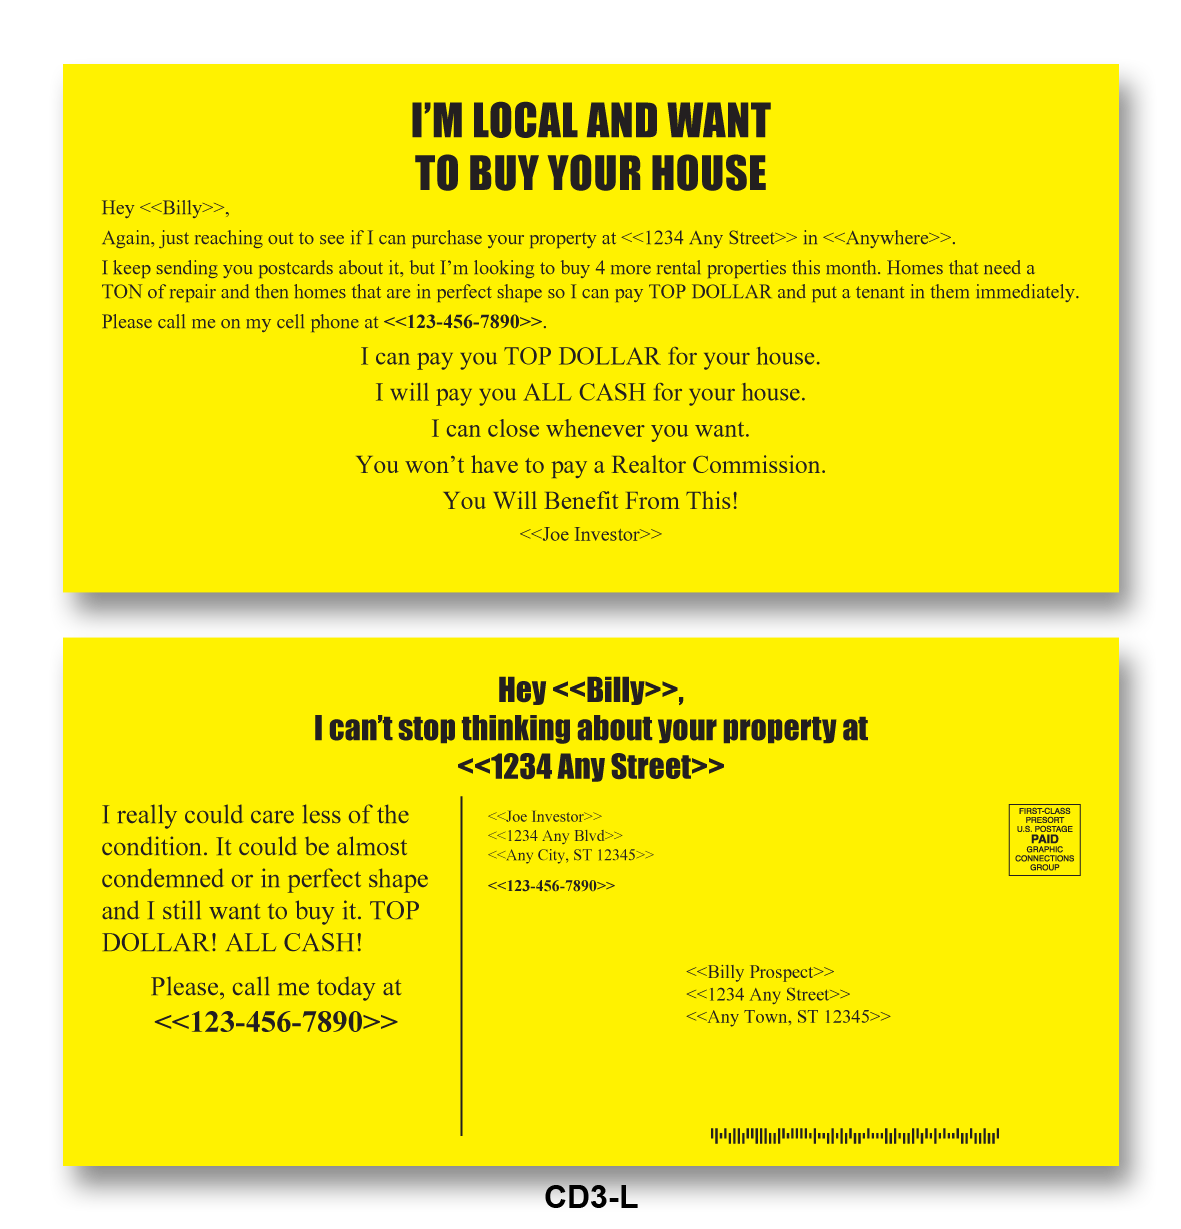 I’M LOCAL AND WANT
TO BUY YOUR HOUSE
Hey <<Billy>>,
Again, just reaching out to see if I can purchase your property at <<1234 Any Street>> in <<Anywhere>>.
I keep sending you postcards about it, but I’m looking to buy 4 more rental properties this month. Homes that need a
TON of repair and then homes that are in perfect shape so I can pay TOP DOLLAR and put a tenant in them immediately.
Please call me on my cell phone at <<123-456-7890>>.
I can pay you TOP DOLLAR for your house.
I will pay you ALL CASH for your house.
I can close whenever you want.
You won’t have to pay a Realtor Commission.
You Will Benefit From This!
<<Joe Investor>>
Hey <<Billy>>,
I can’t stop thinking about your property at
<<1234 Any Street>>
I really could care less of the
condition. It could be almost
condemned or in perfect shape
and I still want to buy it. TOP
DOLLAR! ALL CASH!
Please, call me today at
<<123-456-7890>>
<<Joe Investor>>
<<1234 Any Blvd>>
<<Any City, ST 12345>>
<<123-456-7890>>
FIRST-CLASS
PRESORT
U.S. POSTAGE
PAID
GRAPHIC
CONNECTIONS
GROUP
<<Billy Prospect>>
<<1234 Any Street>>
<<Any Town, ST 12345>>
CD3-L